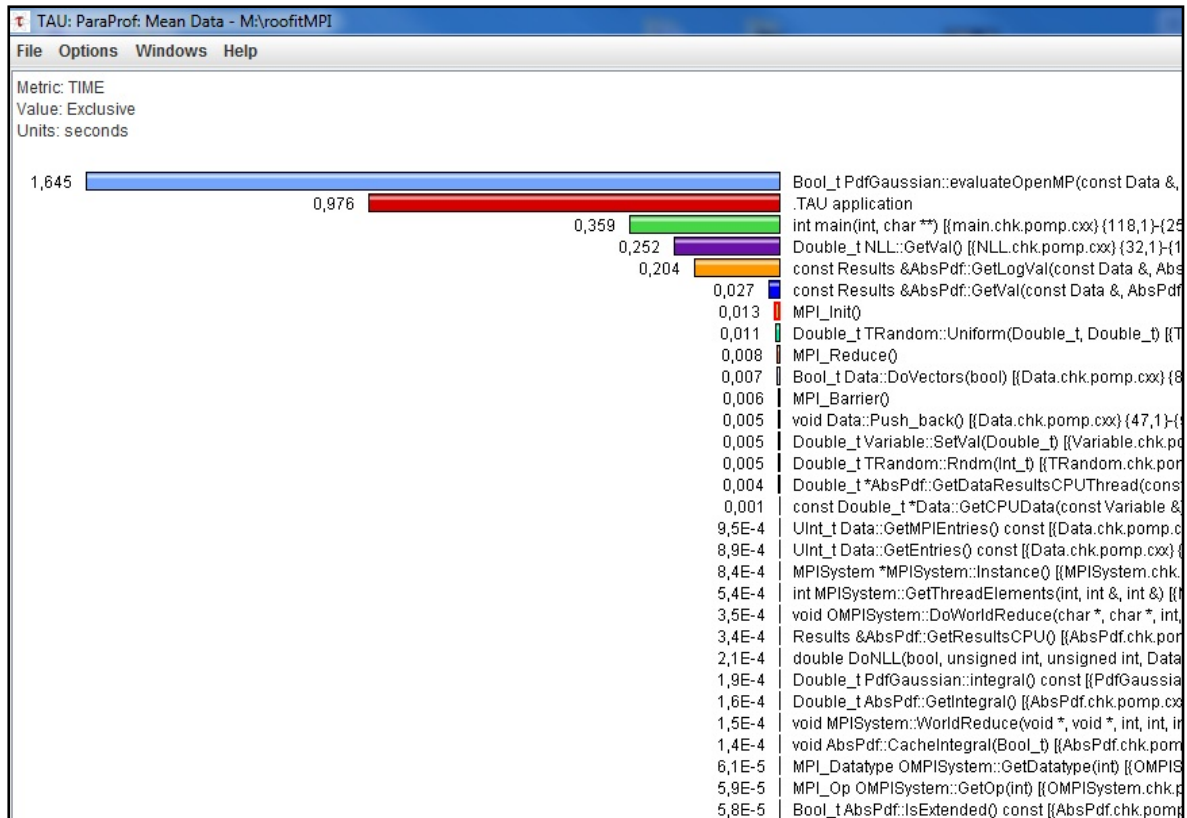 TAU: ParaProf: Mean Data - M:\roofitMPI
File Options Windows Help
Metric: TIME
Value: Exclusive
Units: seconds
1,645 Bool_t PdfGaussian::evaluateOpenMP(const Data &,
0,976 .TAU application
0,359 int main(int, char **) [{main.chk.pomp.cxx} {118,1}-{25
0,252 Double_t NLL::GetVal() [{NLL.chk.pomp.cxx} {32,1}-{1
0,204 const Results &AbsPdf::GetLogVal(const Data &, Abs
0,027 const Results &AbsPdf::GetVal(const Data &, AbsPdf
0,013 MPI_Init()
0,011 Double_t TRandom::Uniform(Double_t, Double_t) [{T
0,008 MPI_Reduce()
0,007 Bool_t Data::DoVectors(bool) [{Data.chk.pomp.cxx} {8
0,006 MPI_Barrier()
0,005 void Data::Push_back() [{Data.chk.pomp.cxx} {47,1}-{
0,005 Double_t Variable::SetVal(Double_t) [{Variable.chk.po
0,005 Double_t TRandom::Rndm(Int_t) [{TRandom.chk.por
0,004 Double_t *AbsPdf::GetDataResultsCPUThread(cons
0,001 const Double_t *Data::GetCPUData(const Variable &
9,5E-4 UInt_t Data::GetMPIEntries() const [{Data.chk.pomp.c
8,9E-4 UInt_t Data::GetEntries() const [{Data.chk.pomp.cxx} {
8,4E-4 MPISystem *MPISystem::Instance() [{MPISystem.chk.
5,4E-4 int MPISystem::GetThreadElements(int, int &, int &) [{
3,5E-4 void OMPISystem::DoWorldReduce(char *, char *, int,
3,4E-4 Results &AbsPdf::GetResultsCPU() [{AbsPdf.chk.por
2,1E-4 double DoNLL(bool, unsigned int, unsigned int, Data
1,9E-4 Double_t PdfGaussian::integral() const [{PdfGaussia
1,6E-4 Double_t AbsPdf::GetIntegral() [{AbsPdf.chk.pomp.cx
1,5E-4 void MPISystem::WorldReduce(void *, void *, int, int, ir
1,4E-4 void AbsPdf::CacheIntegral(Bool_t) [{AbsPdf.chk.pom
6,1E-5 MPI_Datatype OMPISystem::GetDatatype(int) [{OMPIS
5,9E-5 MPI_Op OMPISystem::GetOp(int) [{OMPISystem.chk.p
5,8E-5 Bool_t AbsPdf::IsExtended() const [{AbsPdf.chk.pomp